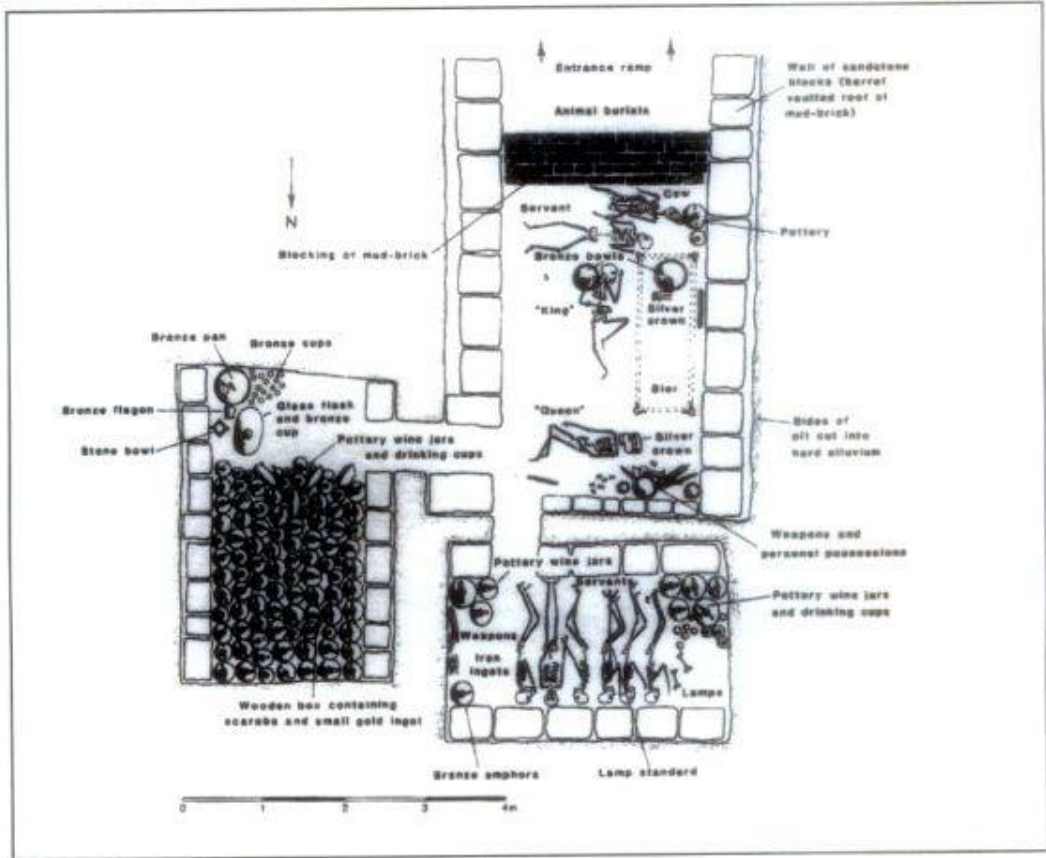 Entrance ramp
Animal burials
Wall of sandstone
blocks (barrel
vaulted roof of
mud-brick)
N
Servant
Cow
Pottery
Blocking of mud-brick
Bronze bowls
"King"
Silver
crown
Bier
Bronze pan
Bronze cups
Bronze flagon
Glass flask
and bronze
cup
Stone bowl
Pottery wine jars
and drinking cups
"Queen"
Silver
crown
Sides of
pit cut into
hard alluvium
Weapons and
personal possessions
Pottery wine jars
Servants
Pottery wine jars
and drinking cups
Weapons
Iron
ingots
Lamps
Wooden box containing
scarabs and small gold ingot
Bronze amphora
Lamp standard
0 1 2 3 4m